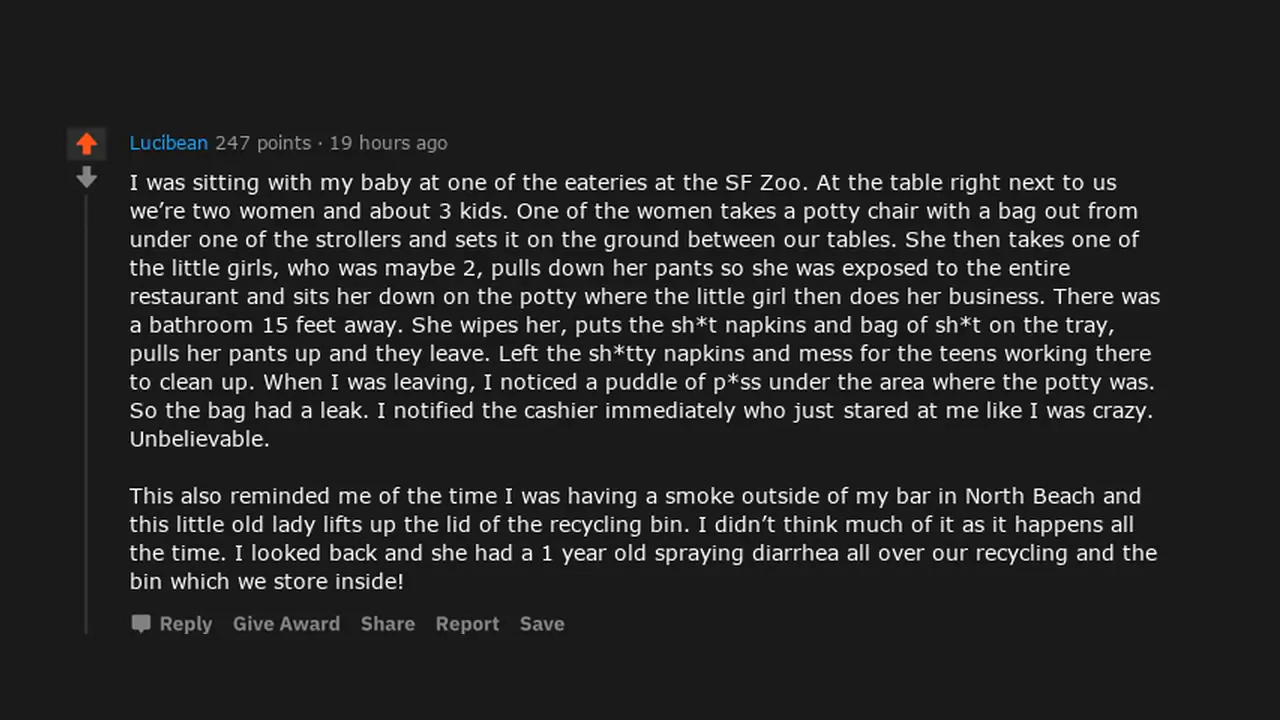 Lucibean 247 points · 19 hours ago
I was sitting with my baby at one of the eateries at the SF Zoo. At the table right next to us
we’re two women and about 3 kids. One of the women takes a potty chair with a bag out from
under one of the strollers and sets it on the ground between our tables. She then takes one of
the little girls, who was maybe 2, pulls down her pants so she was exposed to the entire
restaurant and sits her down on the potty where the little girl then does her business. There was
a bathroom 15 feet away. She wipes her, puts the sh*t napkins and bag of sh*t on the tray,
pulls her pants up and they leave. Left the sh*tty napkins and mess for the teens working there
to clean up. When I was leaving, I noticed a puddle of p*ss under the area where the potty was.
So the bag had a leak. I notified the cashier immediately who just stared at me like I was crazy.
Unbelievable.
This also reminded me of the time I was having a smoke outside of my bar in North Beach and
this little old lady lifts up the lid of the recycling bin. I didn’t think much of it as it happens all
the time. I looked back and she had a 1 year old spraying diarrhea all over our recycling and the
bin which we store inside!
Reply Give Award Share Report Save